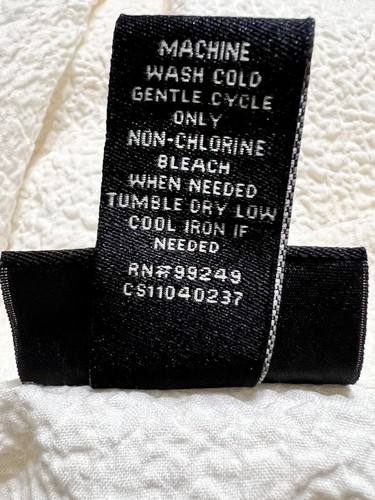 MACHINE
WASH COLD
GENTLE CYCLE
ONLY
NON-CHLORINE
BLEACH
WHEN NEEDED
TUMBLE DRY LOW
COOL IRON IF
NEEDED
RN#99249
CS11040237